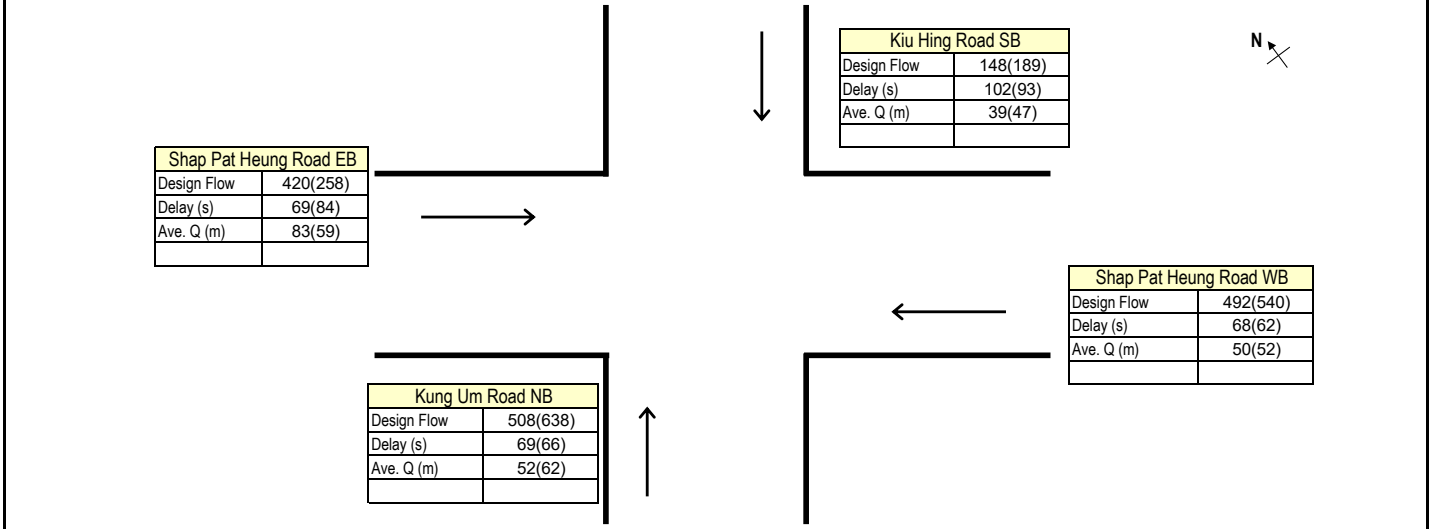 Kiu Hing Road SB
Design Flow 148(189)
Delay (s) 102(93)
Ave. Q (m) 39(47)
N
Shap Pat Heung Road EB
Design Flow 420(258)
Delay (s) 69(84)
Ave. Q (m) 83(59)
Shap Pat Heung Road WB
Design Flow 492(540)
Delay (s) 68(62)
Ave. Q (m) 50(52)
Kung Um Road NB
Design Flow 508(638)
Delay (s) 69(66)
Ave. Q (m) 52(62)